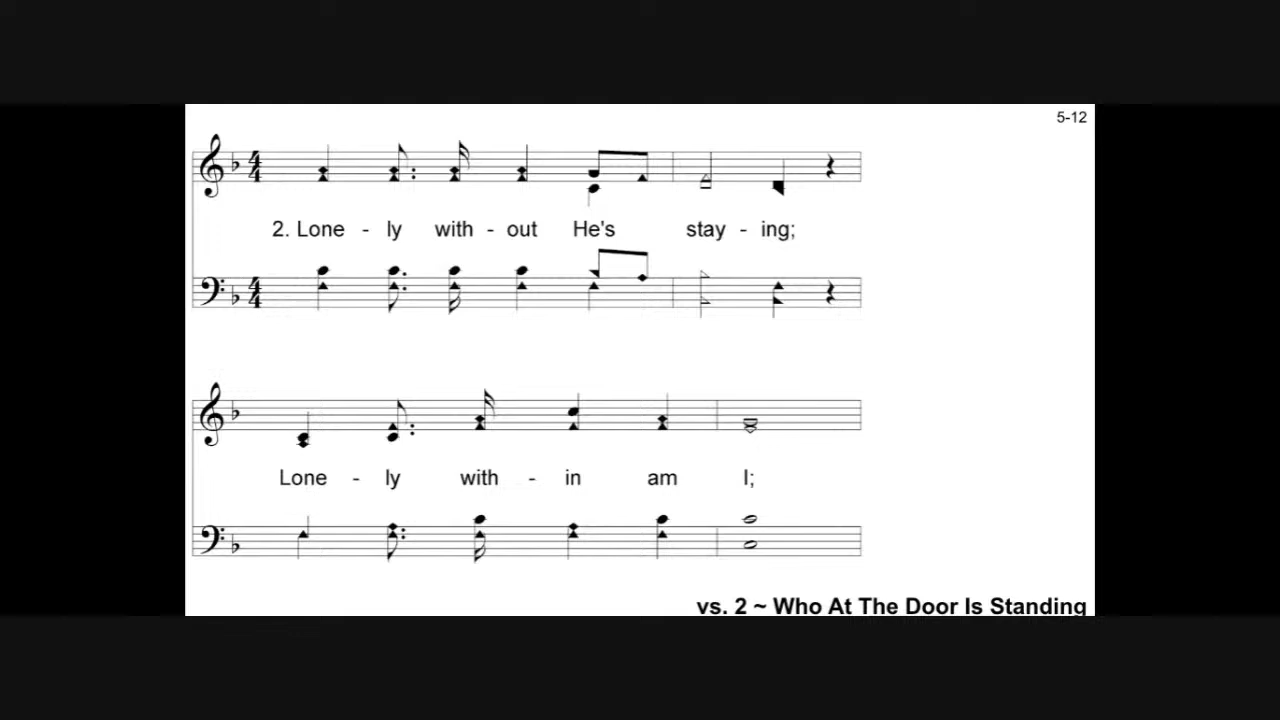 5-12
2. Lone - ly with - out He's stay - ing;
Lone - ly with - in am I;
vs. 2 ~ Who At The Door Is Standing